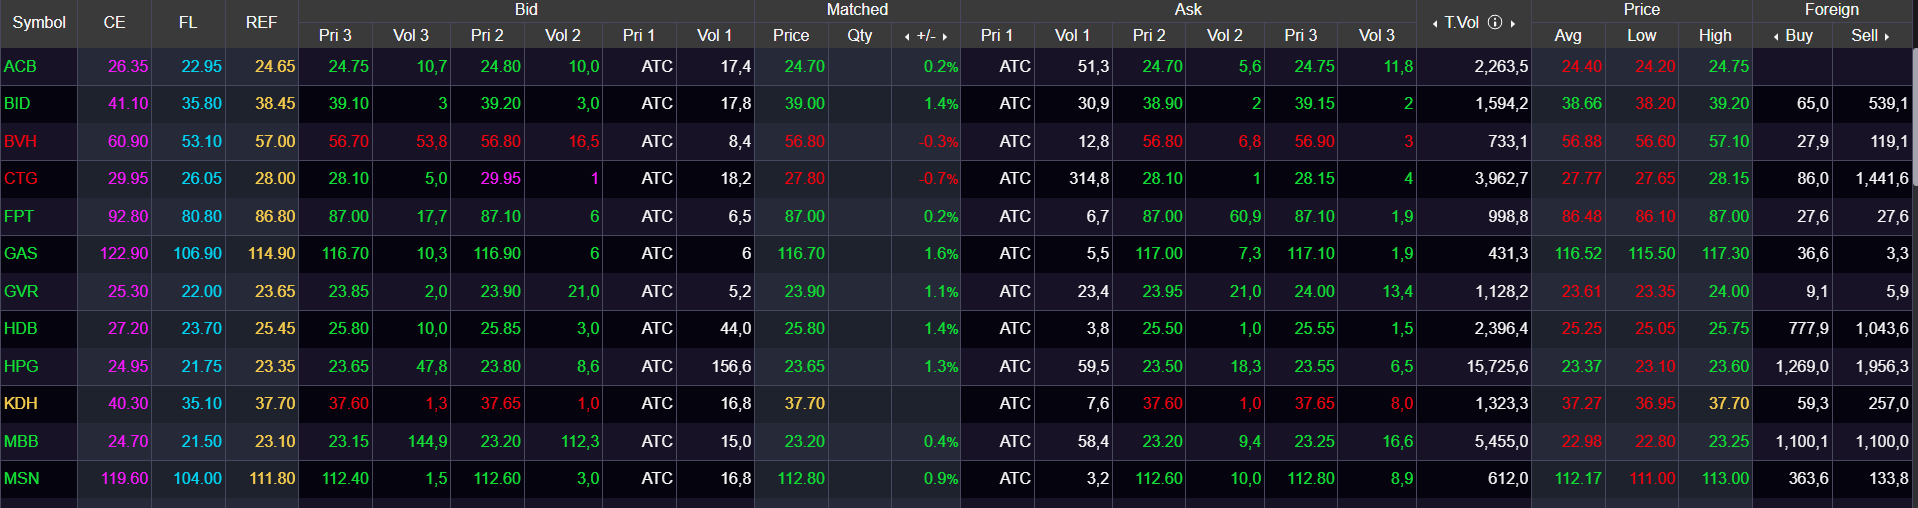 Symbol CE FL REF Bid Matched Ask T.Vol Price Foreign
Pri 3 Vol 3 Pri 2 Vol 2 Pri 1 Vol 1 Price Qty +/- Pri 1 Vol 1 Pri 2 Vol 2 Pri 3 Vol 3 Avg Low High Buy Sell
ACB 26.35 22.95 24.65 24.75 10,7 24.80 10,0 ATC 17,4 24.70 0.2% ATC 51,3 24.70 5,6 24.75 11,8 2,263,5 24.40 24.20 24.75
BID 41.10 35.80 38.45 39.10 3 39.20 3,0 ATC 17,8 39.00 1.4% ATC 30,9 38.90 2 39.15 2 1,594,2 38.66 38.20 39.20 65,0 539,1
BVH 60.90 53.10 57.00 56.70 53,8 56.80 16,5 ATC 8,4 56.80 -0.3% ATC 12,8 56.80 6,8 56.90 3 733,1 56.88 56.60 57.10 27,9 119,1
CTG 29.95 26.05 28.00 28.10 5,0 29.95 1 ATC 18,2 27.80 -0.7% ATC 314,8 28.10 1 28.15 4 3,962,7 27.77 27.65 28.15 86,0 1,441,6
FPT 92.80 80.80 86.80 87.00 17,7 87.10 6 ATC 6,5 87.00 0.2% ATC 6,7 87.00 60,9 87.10 1,9 998,8 86.48 86.10 87.00 27,6 27,6
GAS 122.90 106.90 114.90 116.70 10,3 116.90 6 ATC 6 116.70 1.6% ATC 5,5 117.00 7,3 117.10 1,9 431,3 116.52 115.50 117.30 36,6 3,3
GVR 25.30 22.00 23.65 23.85 2,0 23.90 21,0 ATC 5,2 23.90 1.1% ATC 23,4 23.95 21,0 24.00 13,4 1,128,2 23.61 23.35 24.00 9,1 5,9
HDB 27.20 23.70 25.45 25.80 10,0 25.85 3,0 ATC 44,0 25.80 1.4% ATC 3,8 25.50 1,0 25.55 1,5 2,396,4 25.25 25.05 25.75 777,9 1,043,6
HPG 24.95 21.75 23.35 23.65 47,8 23.80 8,6 ATC 156,6 23.65 1.3% ATC 59,5 23.50 18,3 23.55 6,5 15,725,6 23.37 23.10 23.60 1,269,0 1,956,3
KDH 40.30 35.10 37.70 37.60 1,3 37.65 1,0 ATC 16,8 37.70 ATC 7,6 37.60 1,0 37.65 8,0 1,323,3 37.27 36.95 37.70 59,3 257,0
MBB 24.70 21.50 23.10 23.15 144,9 23.20 112,3 ATC 15,0 23.20 0.4% ATC 58,4 23.20 9,4 23.25 16,6 5,455,0 22.98 22.80 23.25 1,100,1 1,100,0
MSN 119.60 104.00 111.80 112.40 1,5 112.60 3,0 ATC 16,8 112.80 0.9% ATC 3,2 112.60 10,0 112.80 8,9 612,0 112.17 111.00 113.00 363,6 133,8